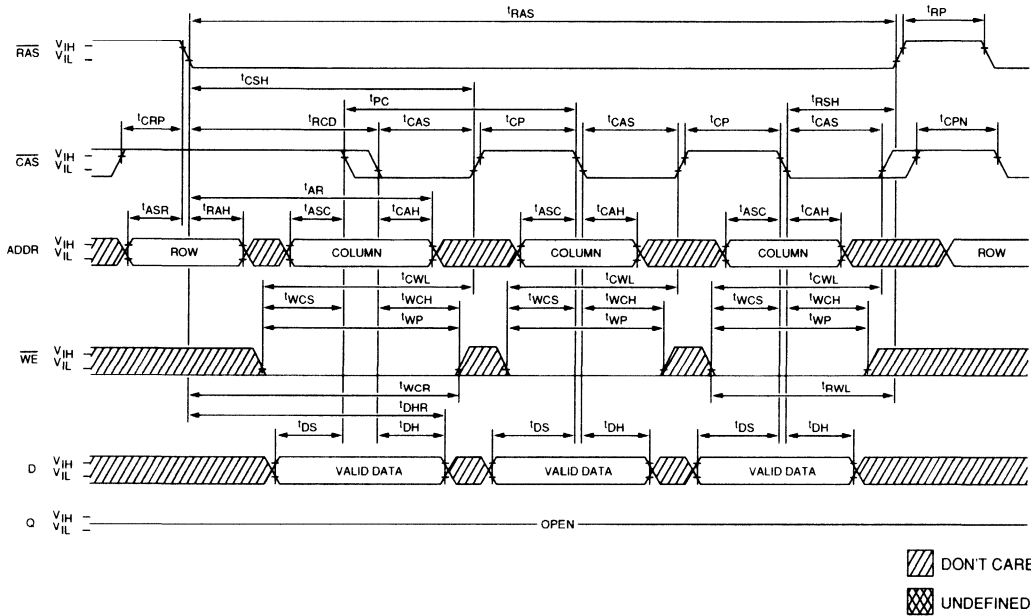 tRAS tRP
RAS VIH VIL
tCSH
tPC tRSH
tCRP tRCD tCAS tCP tCAS tCP tCAS tCPN
CAS VIH VIL
tAR
tASR tRAH tASC tCAH tASC tCAH tASC tCAH
ADDR VIH VIL ROW COLUMN COLUMN COLUMN ROW
tCWL tCWL tCWL
tWCS tWCH tWCS tWCH tWCS tWCH
tWP tWP tWP
WE VIH VIL
tWCR tRWL
tDHR
tDS tDH tDS tDH tDS tDH
D VIH VIL VALID DATA VALID DATA VALID DATA
Q VIH VIL OPEN
DON'T CARE
UNDEFINED